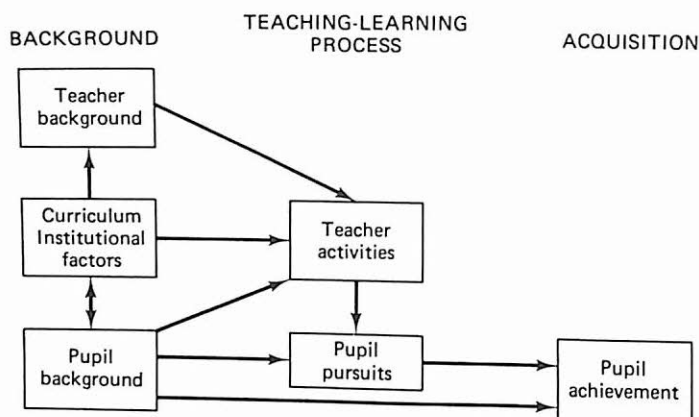 BACKGROUND
TEACHING-LEARNING
PROCESS
ACQUISITION
Teacher
background
Curriculum
Institutional
factors
Teacher
activities
Pupil
background
Pupil
pursuits
Pupil
achievement